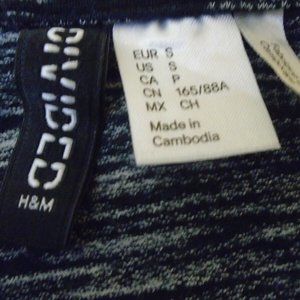 DIVIDED
H&M
EUR S
US S
CA P
CN 165/88A
MX CH
Made in
Cambodia